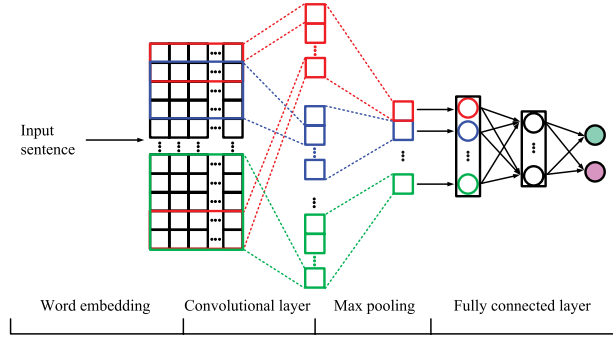 Input
sentence
Word embedding
Convolutional layer
Max pooling
Fully connected layer